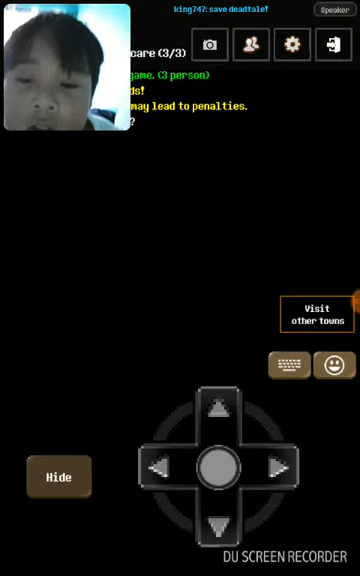 king747: save deadtale!
Speaker
care (3/3)
game. (3 person)
ds!
may lead to penalties.
?
Visit
other towns
Hide
DU SCREEN RECORDER